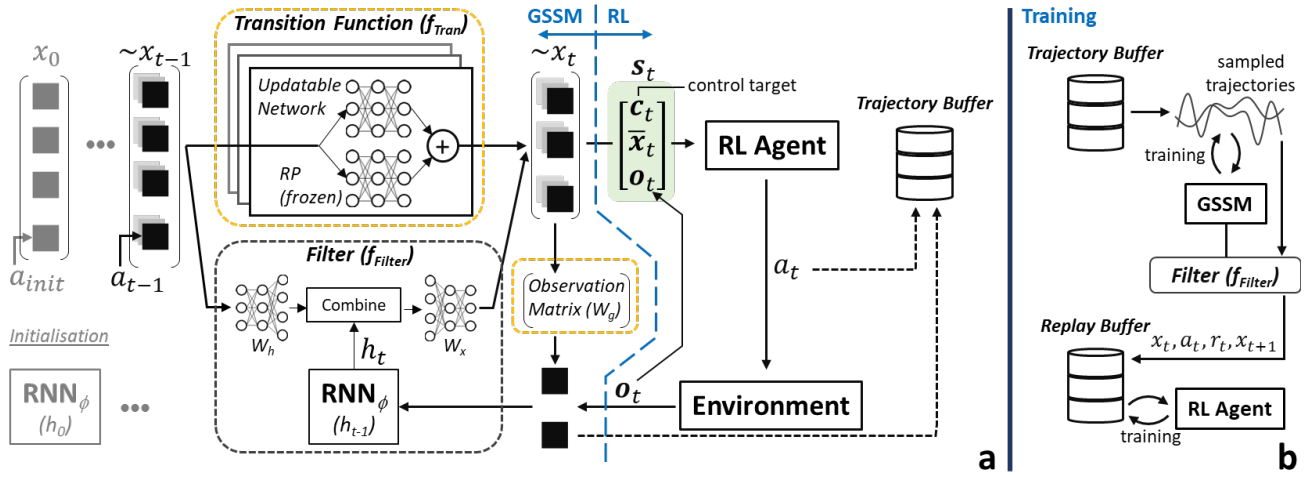 Transition Function (f_Tran)
GSSM
RL
x_0
~x_{t-1}
Updatable
Network
RP
(frozen)
+
~x_t
s_t
control target
c_t
x̄_t
o_t
RL Agent
Trajectory Buffer
a_init
a_{t-1}
a_t
Filter (f_Filter)
Combine
W_h
W_x
h_t
Observation
Matrix (W_g)
Initialisation
RNN_ϕ
(h_0)
RNN_ϕ
(h_{t-1})
o_t
Environment
a
Training
Trajectory Buffer
sampled
trajectories
training
GSSM
Filter (f_Filter)
Replay Buffer
x_t, a_t, r_t, x_{t+1}
RL Agent
training
b